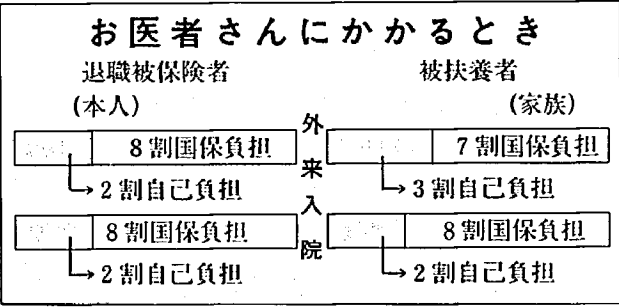 お医者さんにかかるとき
退職被保険者
(本人)
被扶養者
(家族)
外来
8割国保負担
2割自己負担
7割国保負担
3割自己負担
入院
8割国保負担
2割自己負担
8割国保負担
2割自己負担